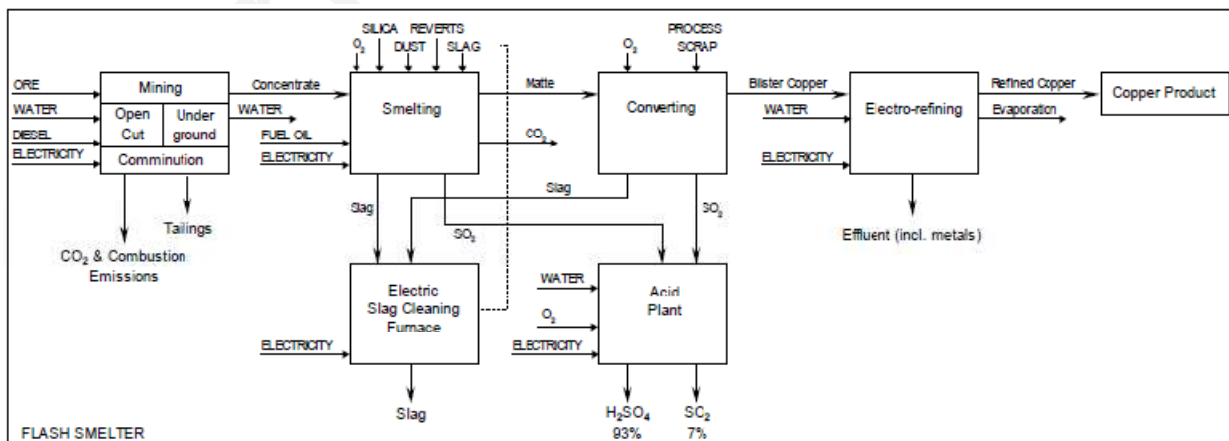 SILICA REVERTS
O2 DUST SLAG
O2
PROCESS
SCRAP
ORE
WATER
DIESEL
ELECTRICITY
Mining
Open
Cut
Under
ground
Comminution
Concentrate
WATER
FUEL OIL
ELECTRICITY
Smelting
Matte
CO2
Converting
Blister Copper
WATER
ELECTRICITY
Electro-refining
Refined Copper
Evaporation
Copper Product
Tailings
CO2 & Combustion
Emissions
Slag
SO2
Slag
SO2
Effluent (incl. metals)
Electric
Slag Cleaning
Furnace
ELECTRICITY
WATER
O2
ELECTRICITY
Acid
Plant
Slag
H2SO4
93%
SO2
7%
FLASH SMELTER